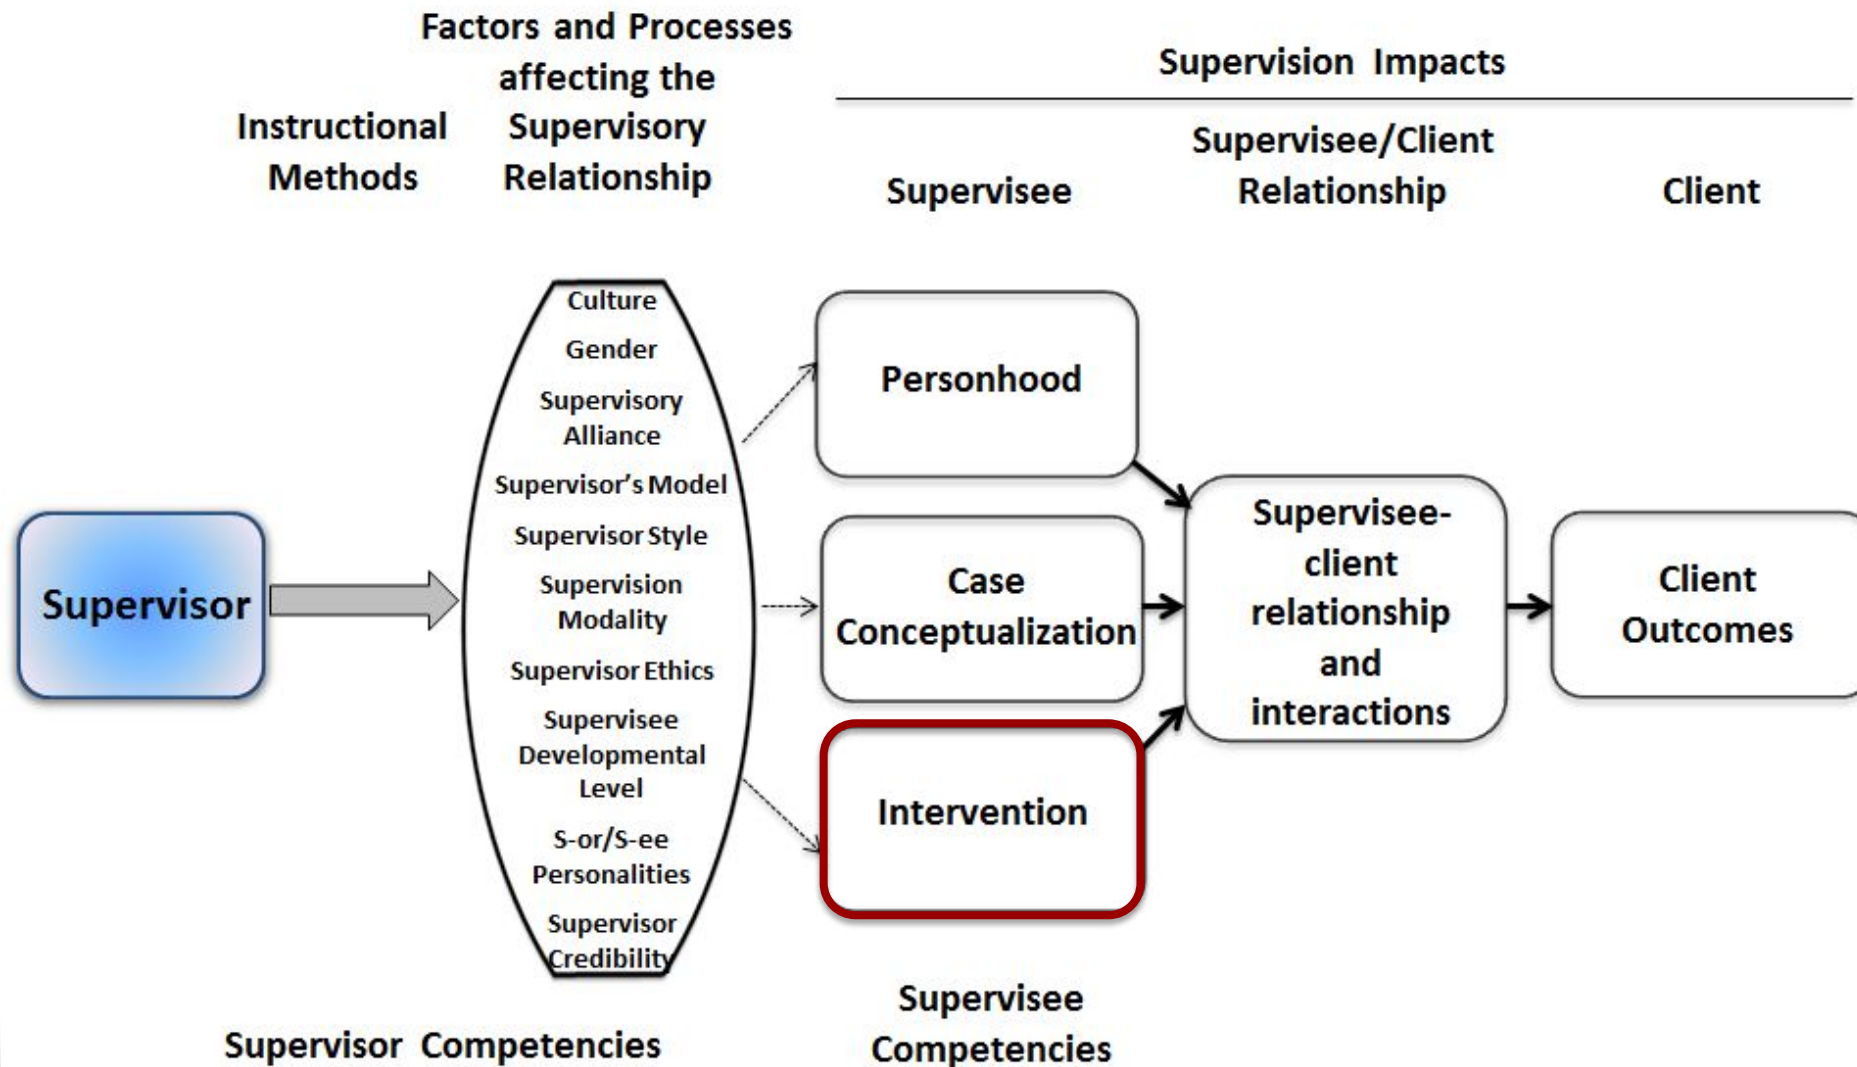 Factors and Processes
affecting the
Supervisory
Relationship
Instructional
Methods
Supervision Impacts
Supervisee
Supervisee/Client
Relationship
Client
Supervisor
Culture
Gender
Supervisory
Alliance
Supervisor's Model
Supervisor Style
Supervision
Modality
Supervisor Ethics
Supervisee
Developmental
Level
S-or/S-ee
Personalities
Supervisor
Credibility
Personhood
Case
Conceptualization
Intervention
Supervisee-
client
relationship
and
interactions
Client
Outcomes
Supervisor Competencies
Supervisee
Competencies